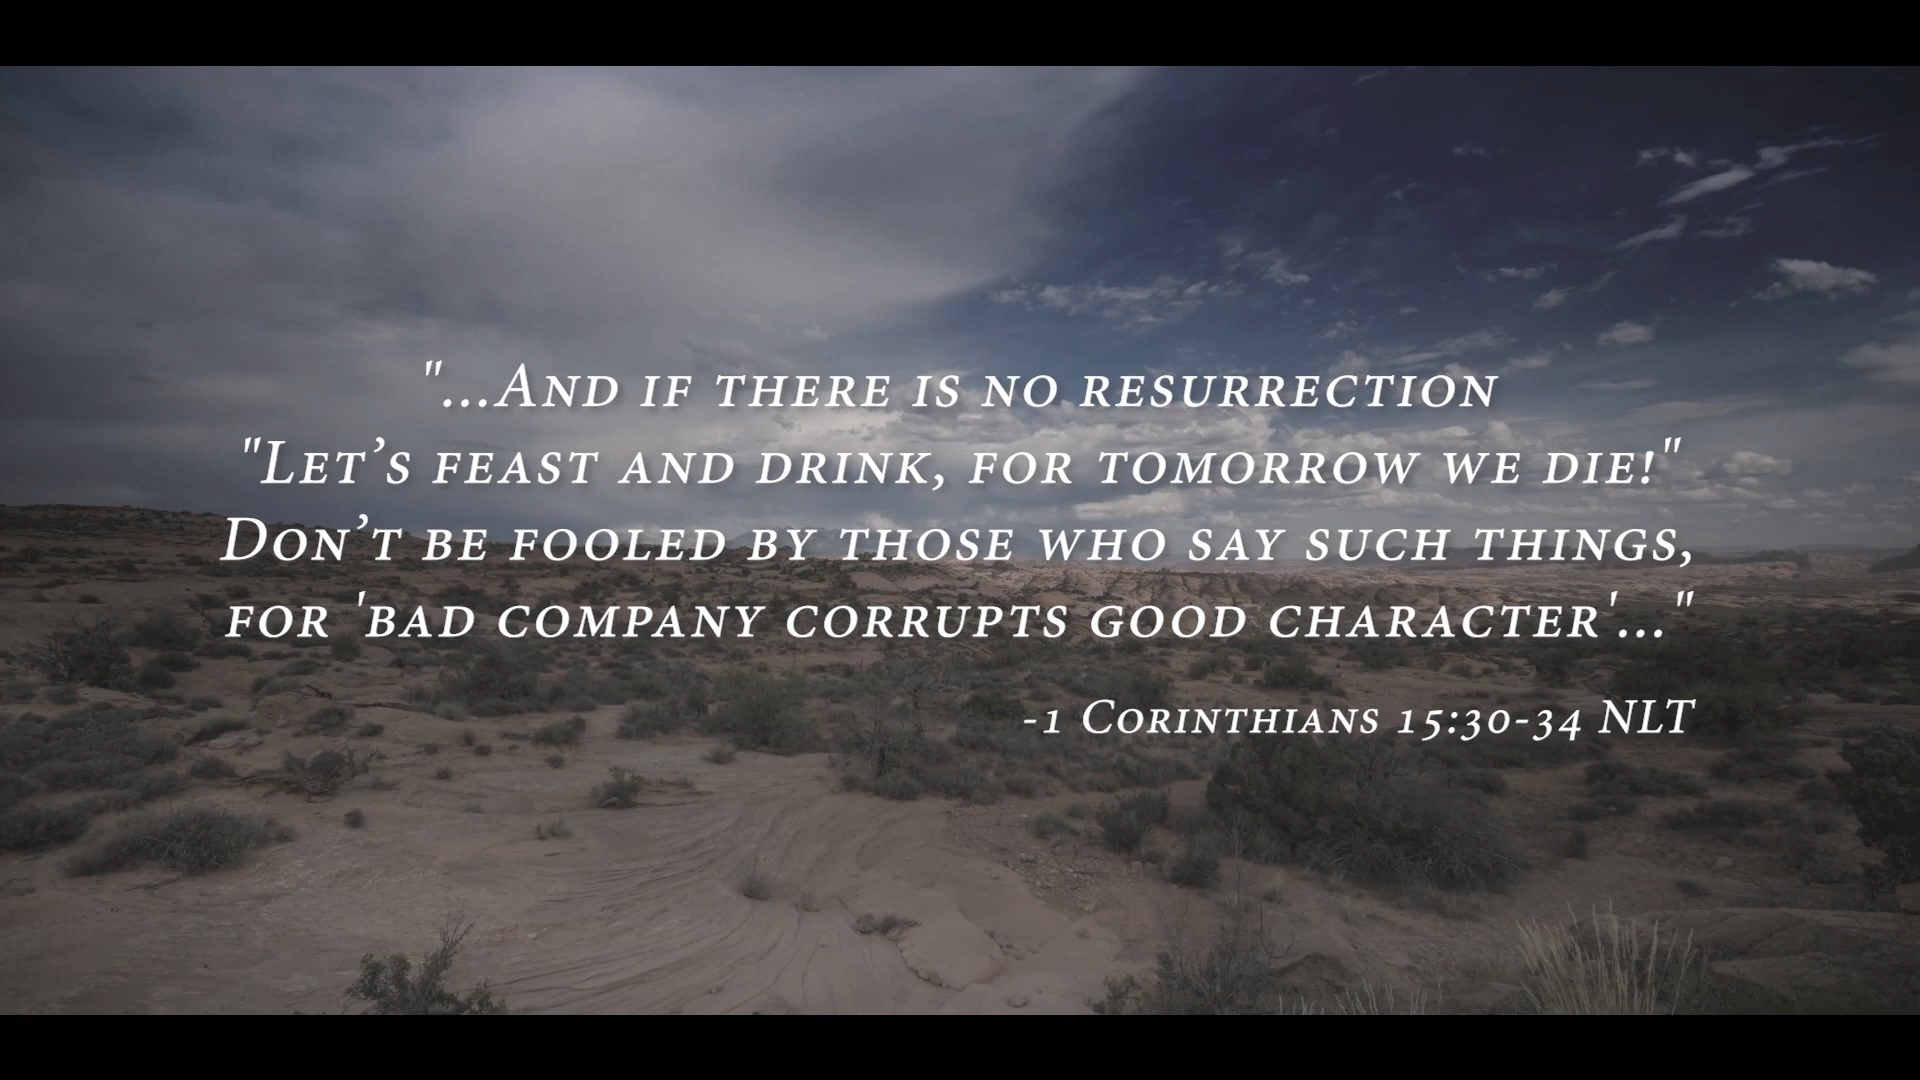 "...And if there is no resurrection
"Let’s feast and drink, for tomorrow we die!"
Don’t be fooled by those who say such things,
for 'bad company corrupts good character'..."
-1 Corinthians 15:30-34 NLT